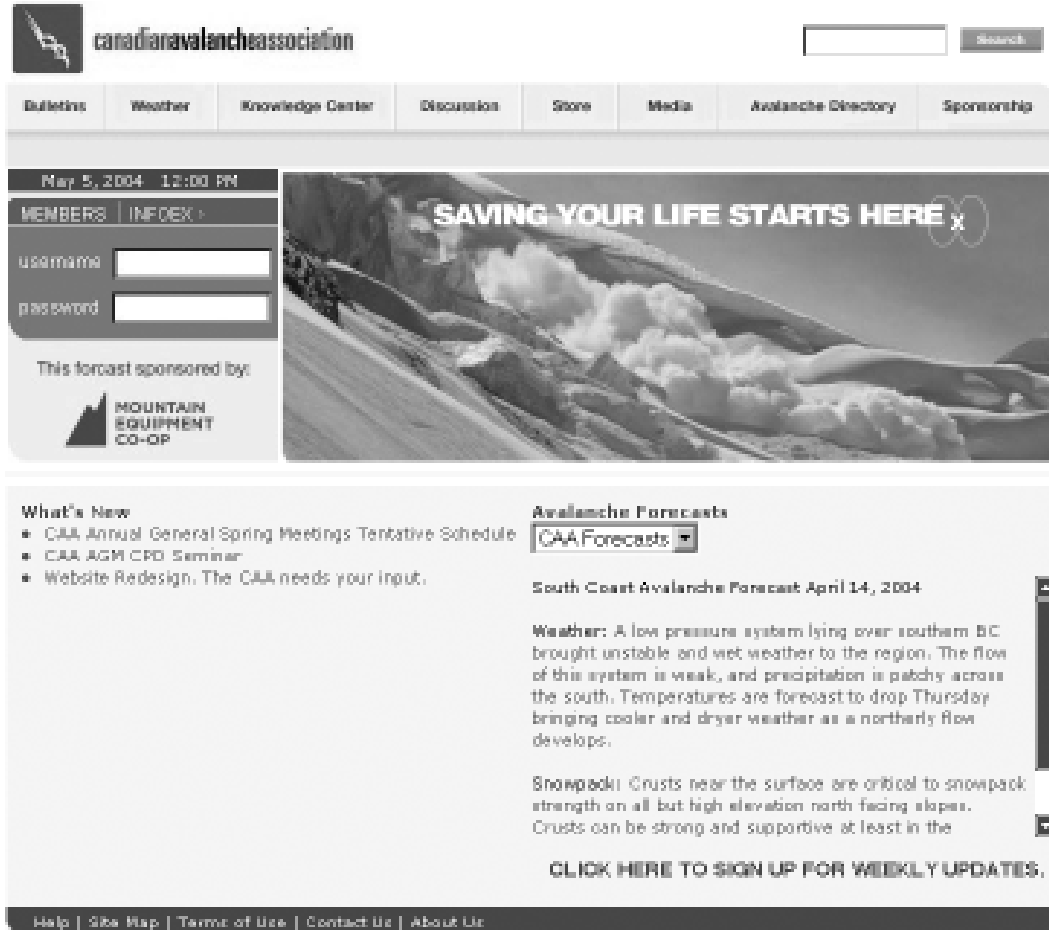 canadianavalancheassociation
Search
Bulletins Weather Knowledge Center Discussion Store Media Avalanche Directory Sponsorship
May 5, 2004 12:00 PM
MEMBERS | INFOEX ›
username
password
This forcast sponsored by:
MOUNTAIN
EQUIPMENT
CO-OP
SAVING YOUR LIFE STARTS HERE x
What's New
• CAA Annual General Spring Meetings Tentative Schedule
• CAA AGM CPD Seminar
• Website Redesign. The CAA needs your input.
Avalanche Forecasts
CAA Forecasts
South Coast Avalanche Forecast April 14, 2004
Weather: A low pressure system lying over southern BC
brought unstable and wet weather to the region. The flow
of this system is weak, and precipitation is patchy across
the south. Temperatures are forecast to drop Thursday
bringing cooler and dryer weather as a northerly flow
develops.
Snowpack: Crusts near the surface are critical to snowpack
strength on all but high elevation north facing slopes.
Crusts can be strong and supportive at least in the
CLICK HERE TO SIGN UP FOR WEEKLY UPDATES.
Help | Site Map | Terms of Use | Contact Us | About Us